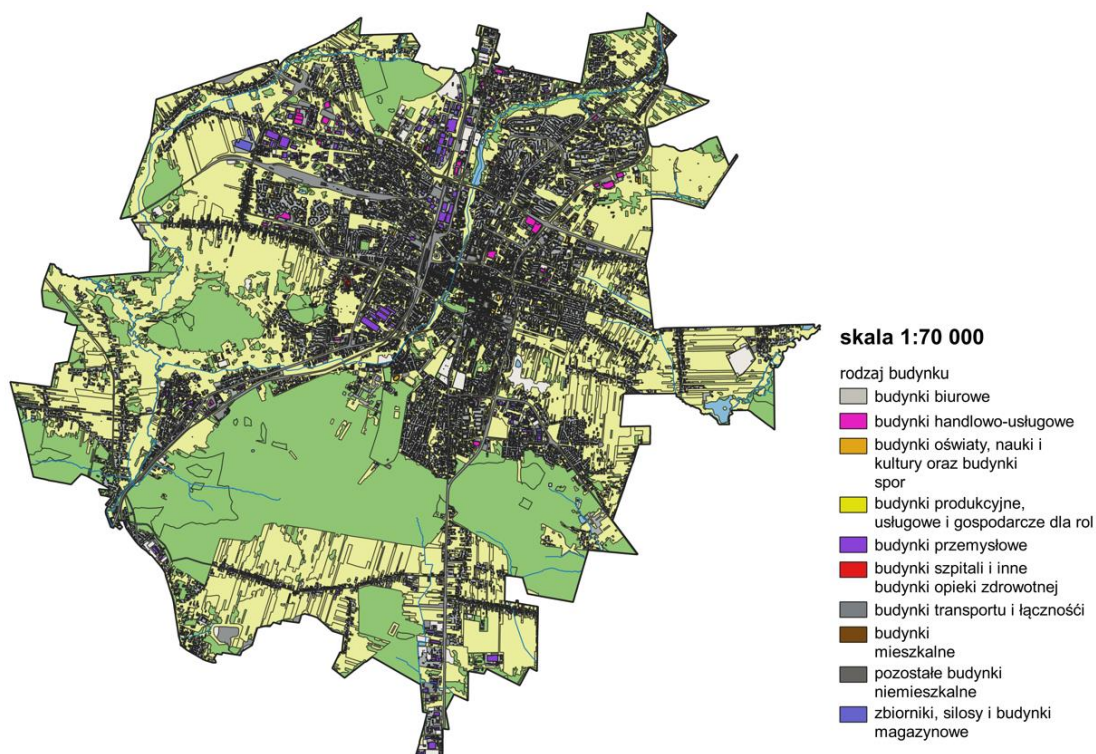 skala 1:70 000
rodzaj budynku
budynki biurowe
budynki handlowo-usługowe
budynki oświaty, nauki i
kultury oraz budynki
spor
budynki produkcyjne,
usługowe i gospodarcze dla rol
budynki przemysłowe
budynki szpitali i inne
budynki opieki zdrowotnej
budynki transportu i łącznośći
budynki
mieszkalne
pozostałe budynki
niemieszkalne
zbiorniki, silosy i budynki
magazynowe